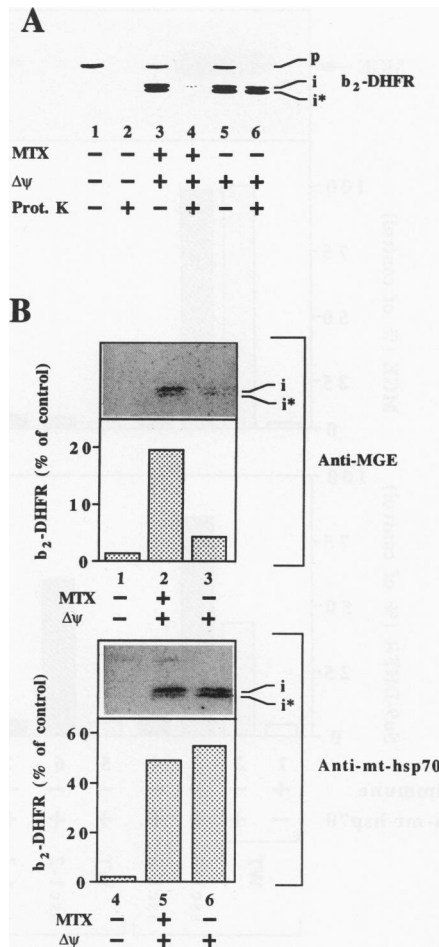 A
p
i b₂-DHFR
i*
1 2 3 4 5 6
MTX − − + + − −
Δψ − − + + + +
Prot. K − + − + − +
B
i
i*
b₂-DHFR (% of control)
20
10
0
Anti-MGE
1 2 3
MTX − + −
Δψ − + +
i
i*
b₂-DHFR (% of control)
60
40
20
0
Anti-mt-hsp70
4 5 6
MTX − + −
Δψ − + +